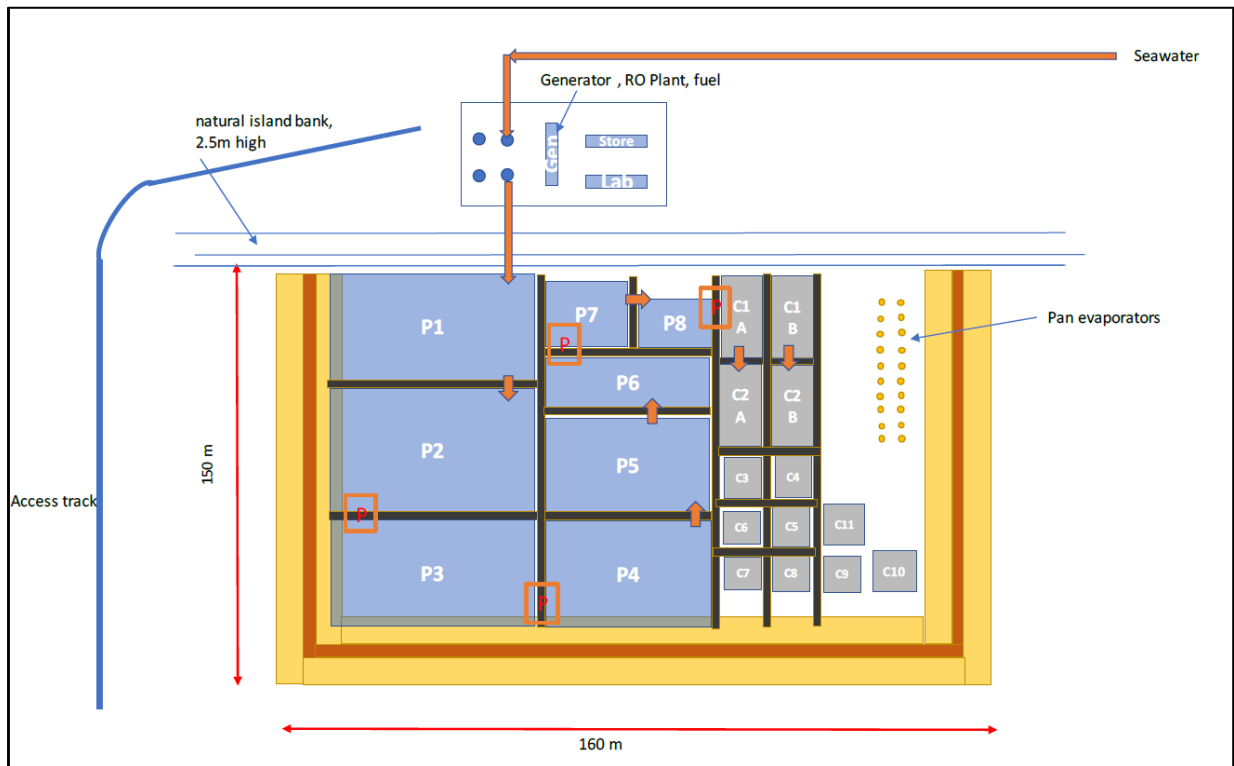 Seawater
Generator , RO Plant, fuel
natural island bank,
2.5m high
Gen
Store
Lab
P1
P7
P8
P
C1
A
C1
B
Pan evaporators
P
P6
P2
C2
A
C2
B
150 m
Access track
P5
C3
C4
P
C6
C5
C11
P3
P4
P
C7
C8
C9
C10
160 m